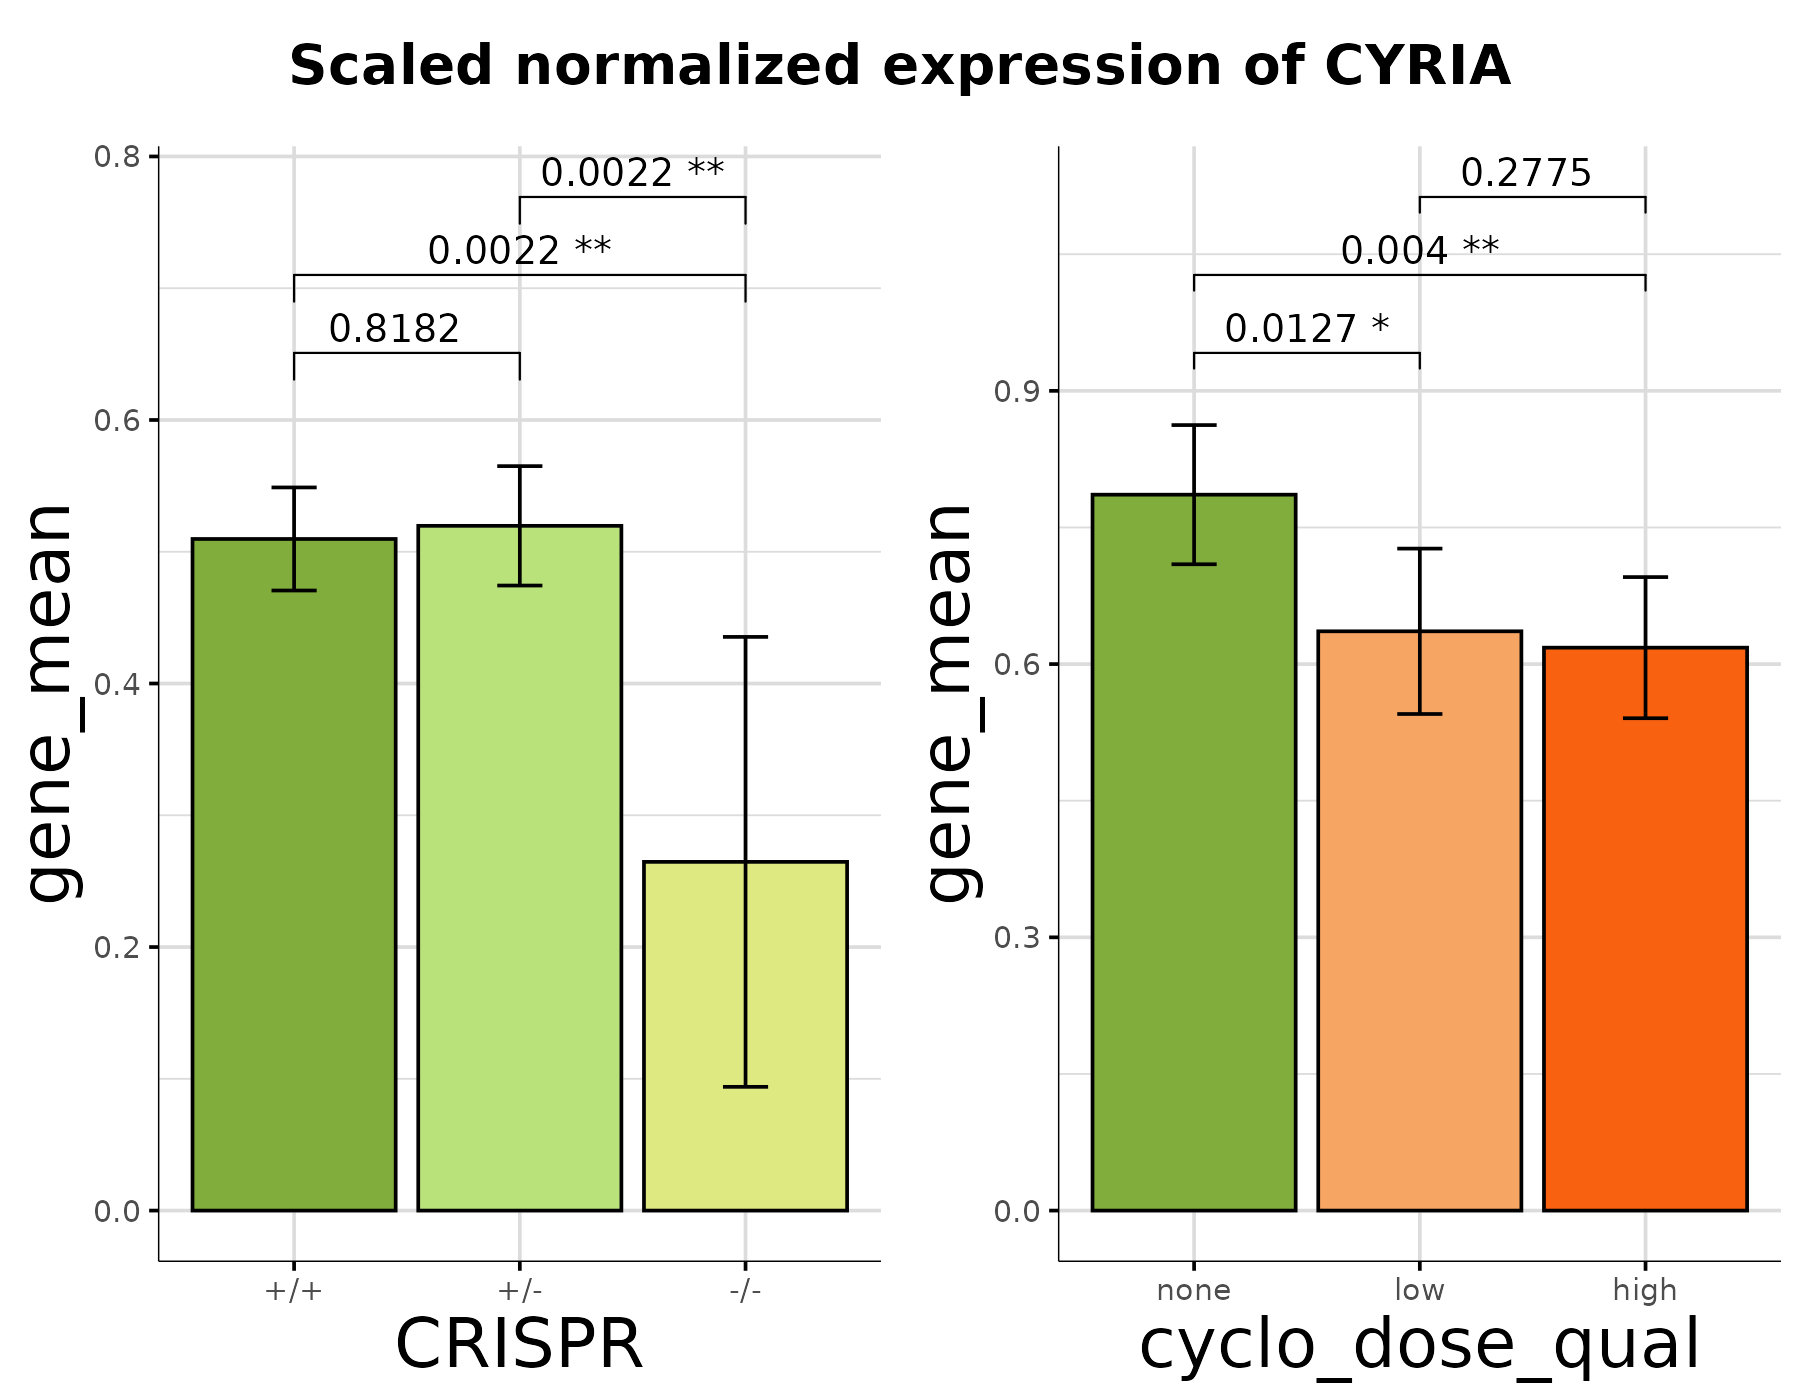 Scaled normalized expression of CYRIA
gene_mean
0.8
0.6
0.4
0.2
0.0
0.0022 **
0.0022 **
0.8182
+/+
+/-
-/-
CRISPR
gene_mean
0.9
0.6
0.3
0.0
0.2775
0.004 **
0.0127 *
none
low
high
cyclo_dose_qual